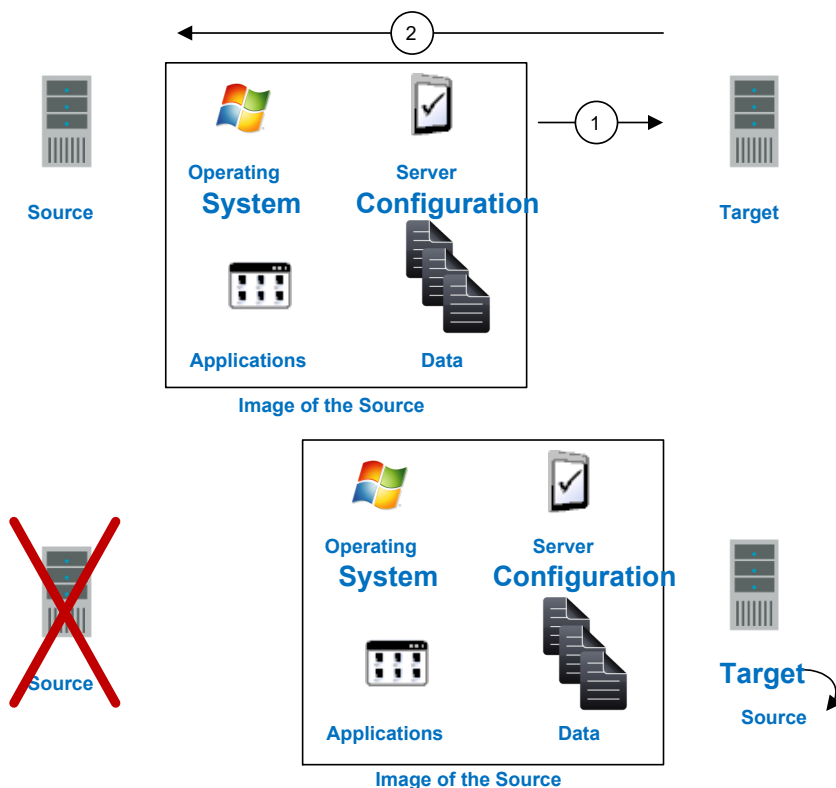 2
1
Operating
System
Server
Configuration
Source
Target
Applications
Data
Image of the Source
Operating
System
Server
Configuration
Source
Target
Source
Applications
Data
Image of the Source